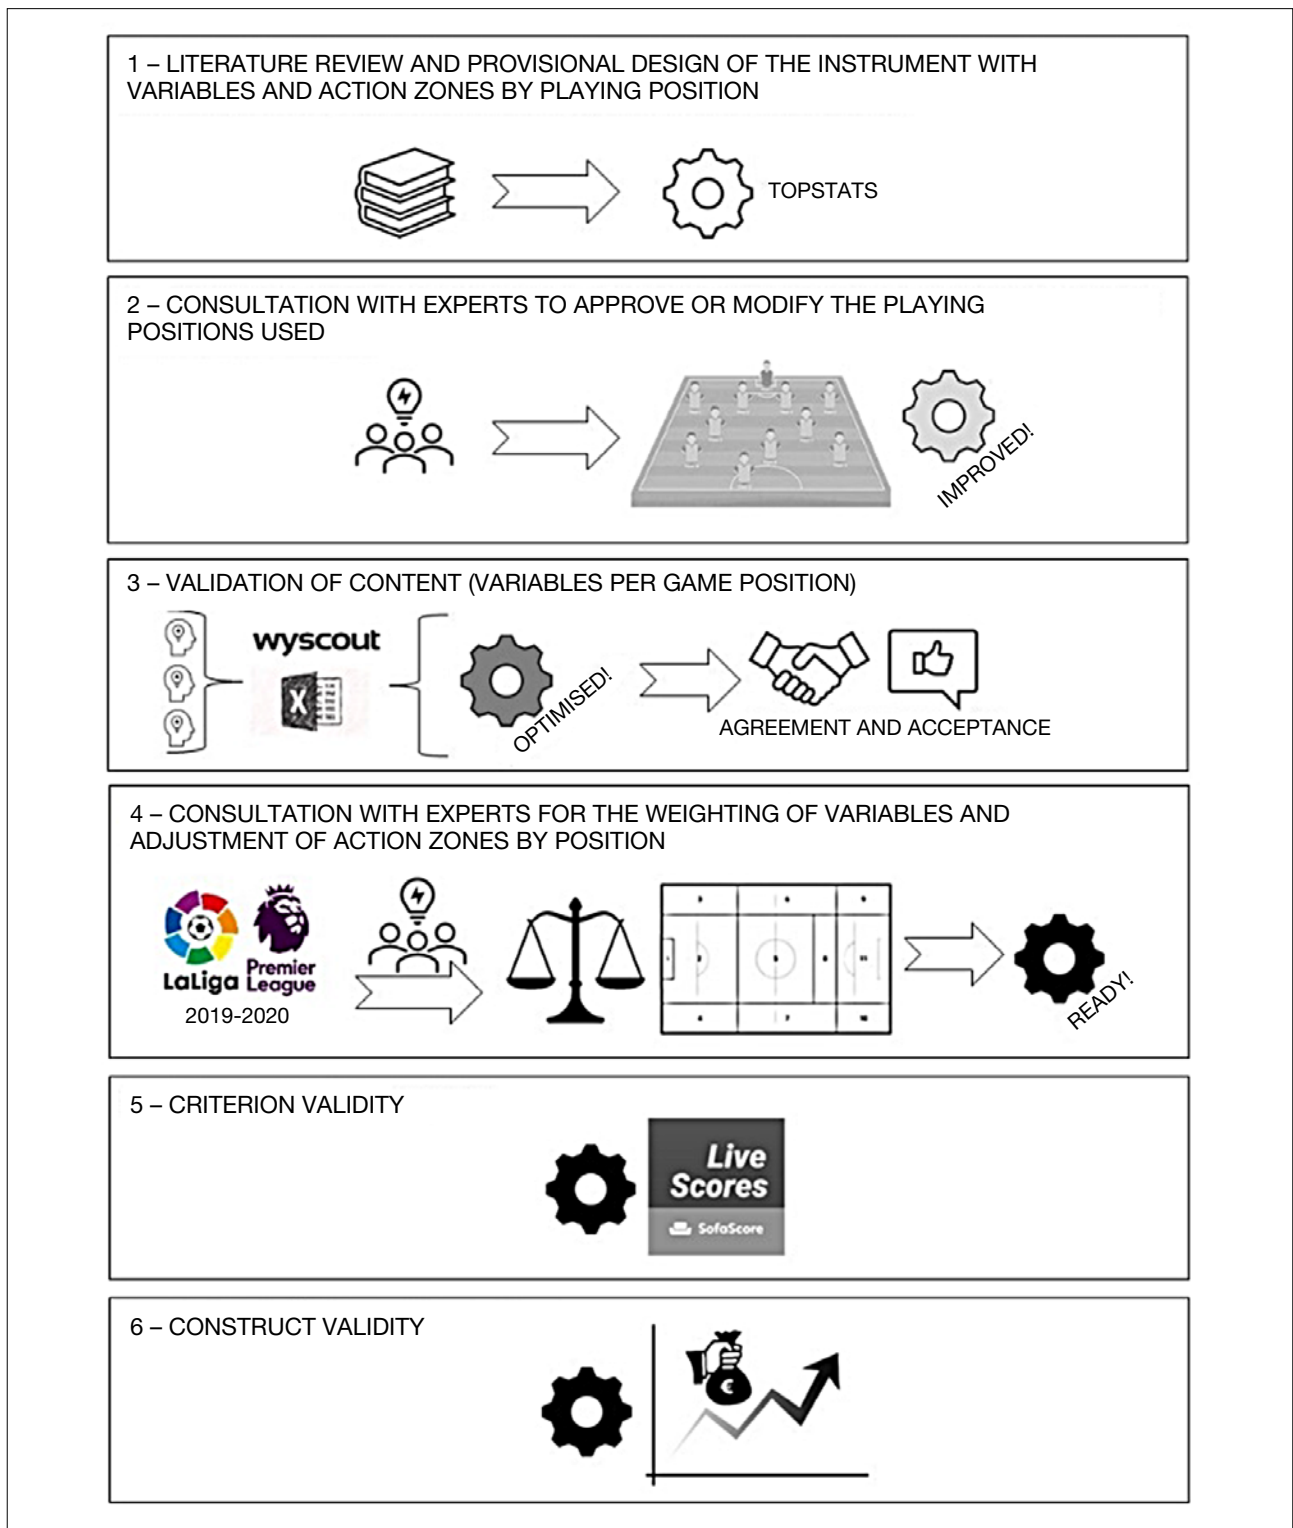 1 – LITERATURE REVIEW AND PROVISIONAL DESIGN OF THE INSTRUMENT WITH
VARIABLES AND ACTION ZONES BY PLAYING POSITION
TOPSTATS
2 – CONSULTATION WITH EXPERTS TO APPROVE OR MODIFY THE PLAYING
POSITIONS USED
IMPROVED!
3 – VALIDATION OF CONTENT (VARIABLES PER GAME POSITION)
wyscout
X
OPTIMISED!
AGREEMENT AND ACCEPTANCE
4 – CONSULTATION WITH EXPERTS FOR THE WEIGHTING OF VARIABLES AND
ADJUSTMENT OF ACTION ZONES BY POSITION
LaLiga
Premier
League
2019-2020
READY!
5 – CRITERION VALIDITY
Live
Scores
SofaScore
6 – CONSTRUCT VALIDITY
€